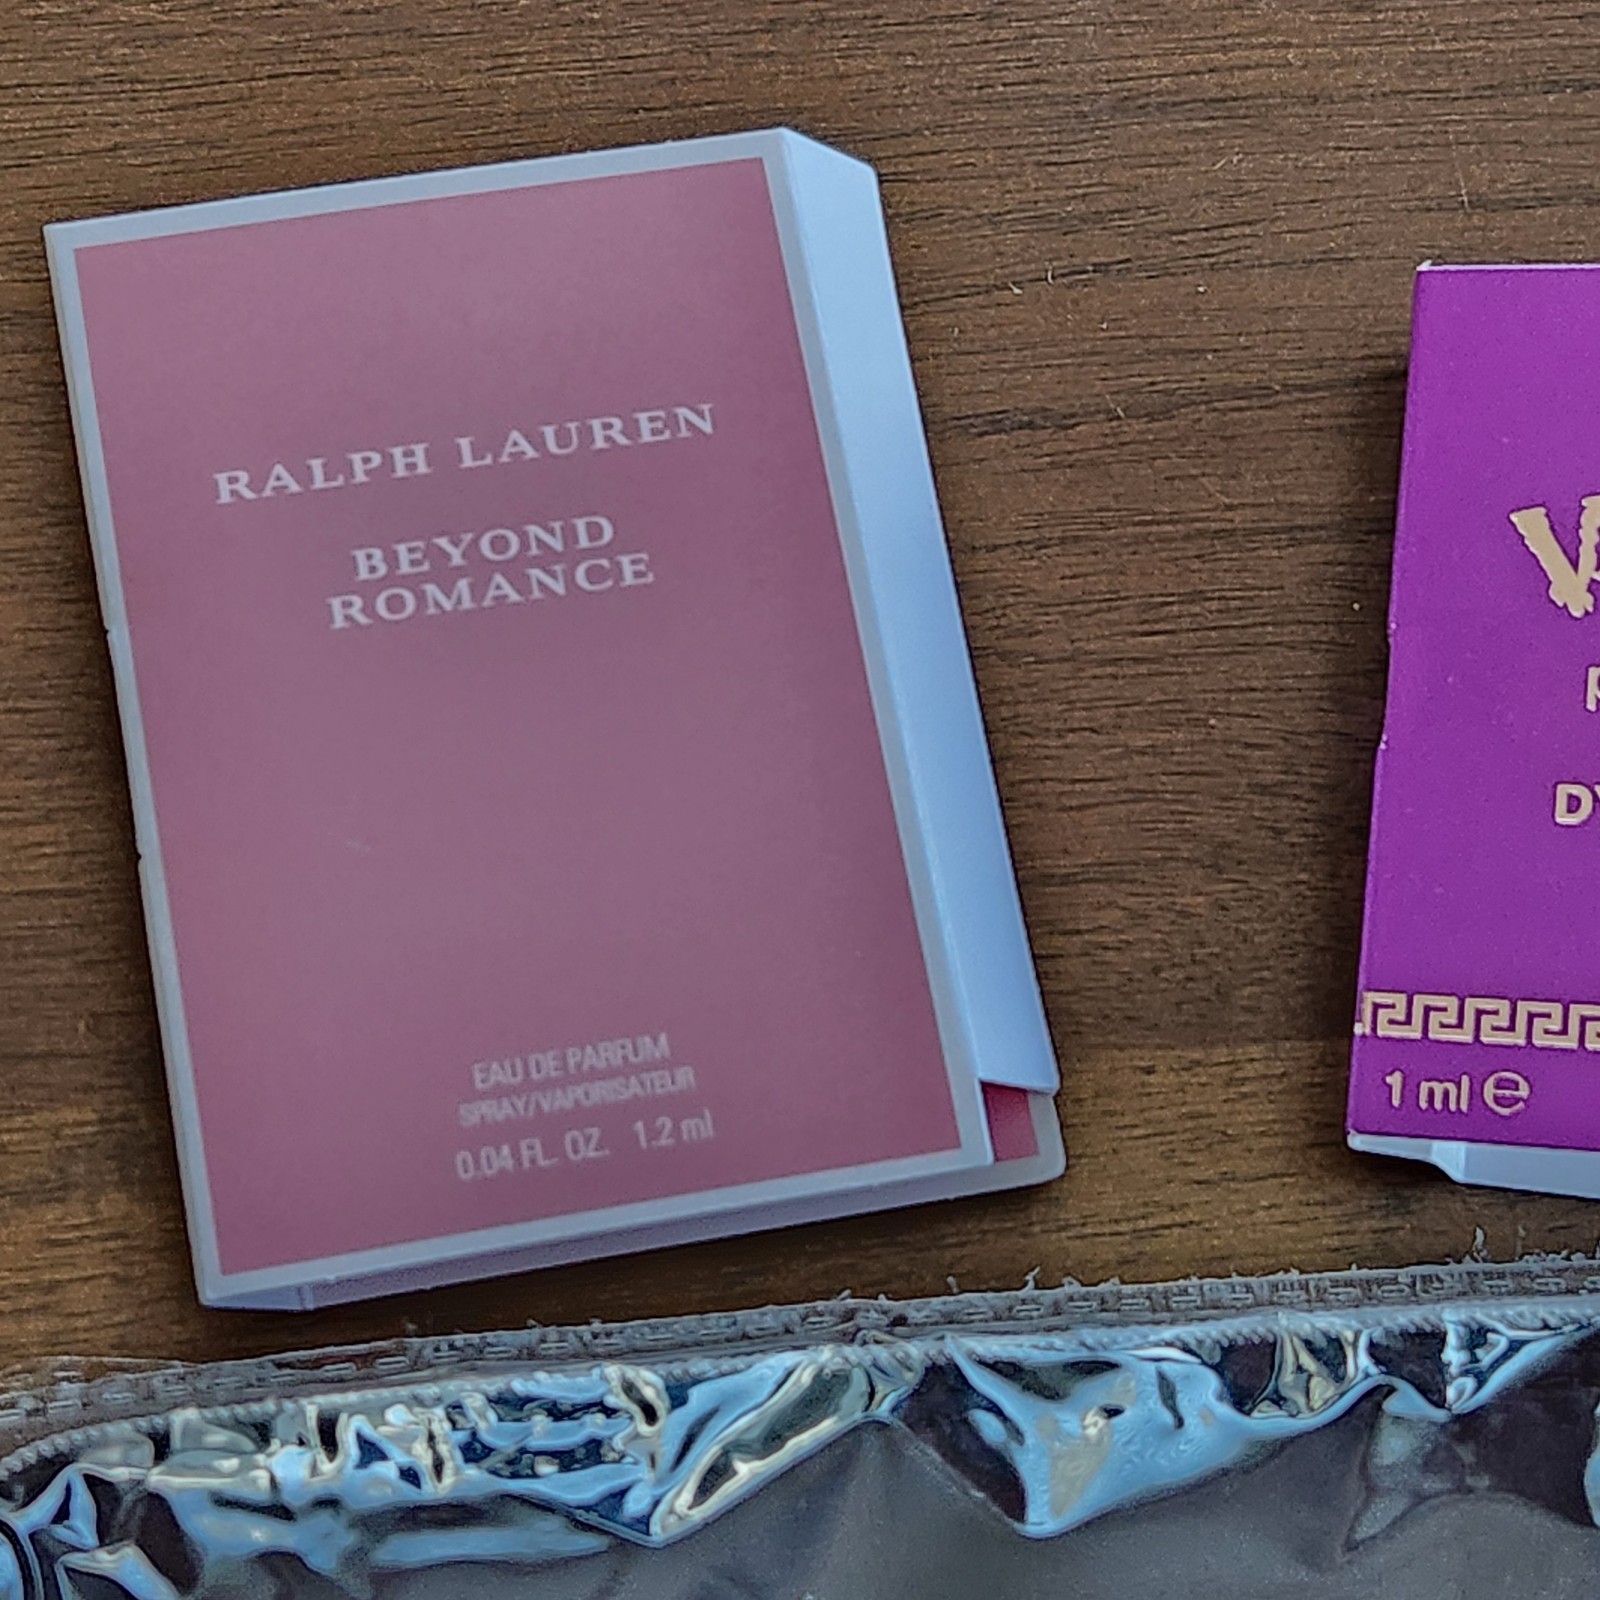 RALPH LAUREN
BEYOND
ROMANCE
EAU DE PARFUM
SPRAY/VAPORISATEUR
0.04 FL. OZ. 1.2 ml
1 ml ℮